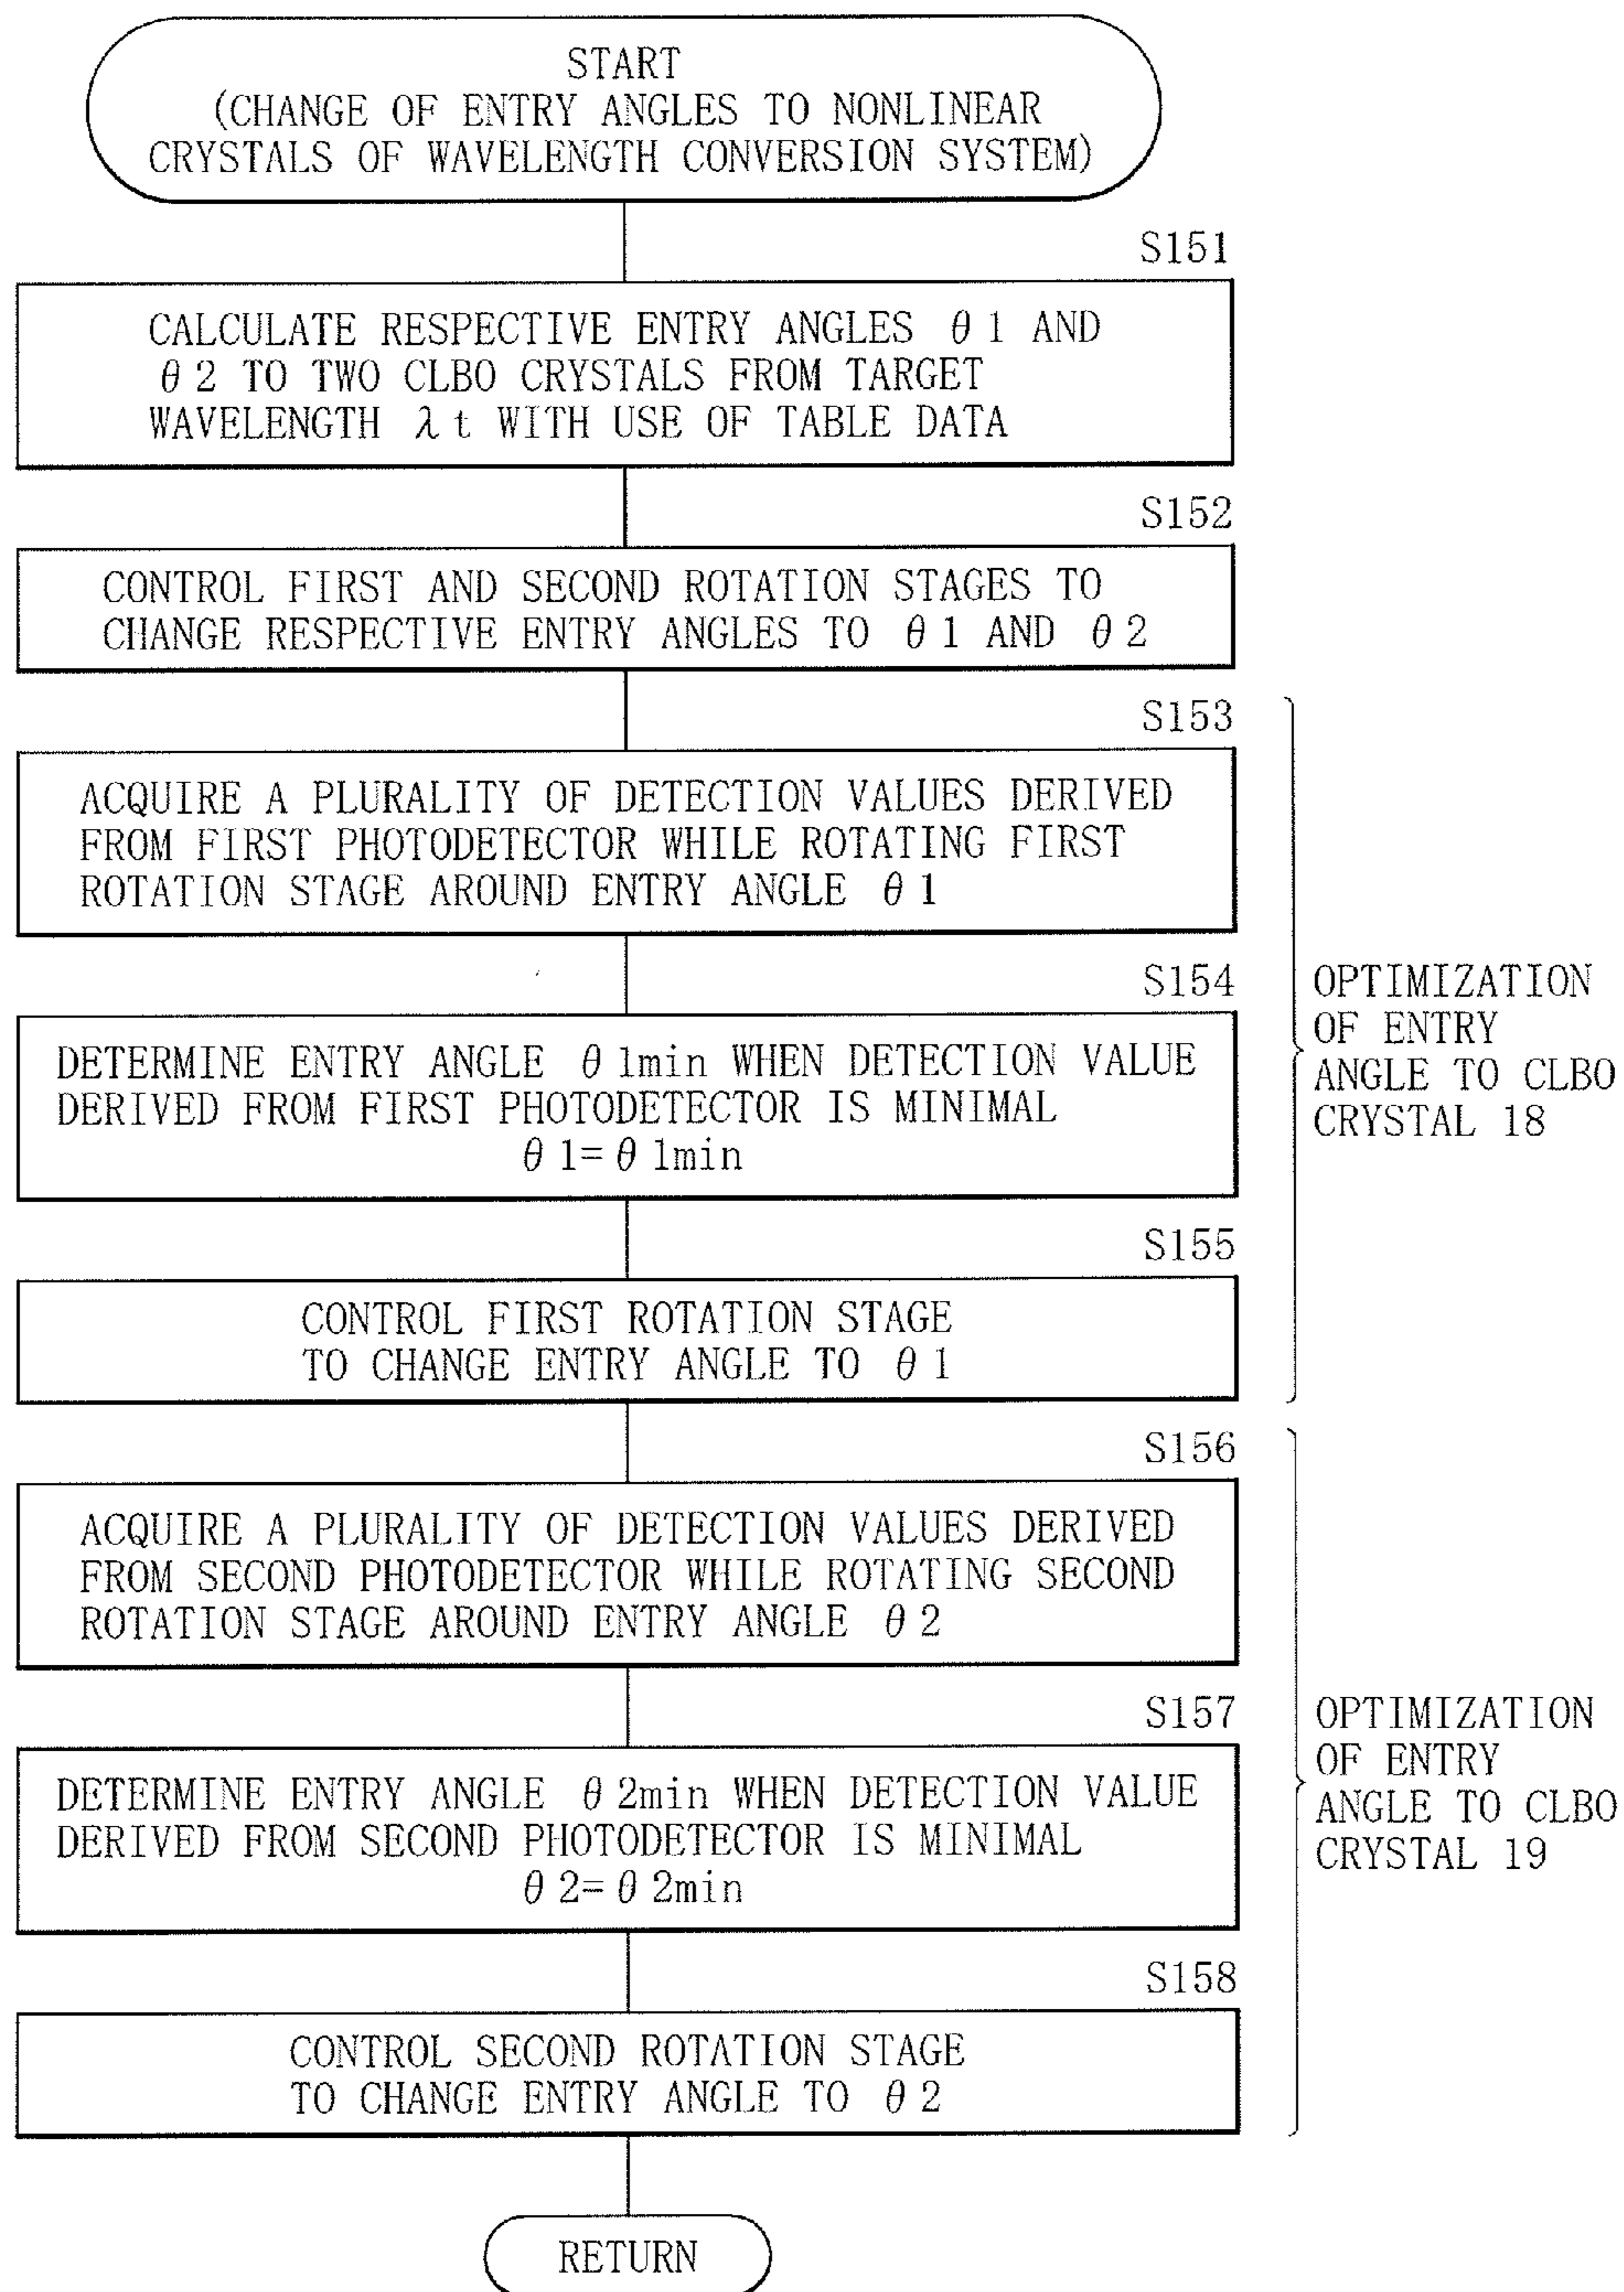 START
(CHANGE OF ENTRY ANGLES TO NONLINEAR
CRYSTALS OF WAVELENGTH CONVERSION SYSTEM)
S151
CALCULATE RESPECTIVE ENTRY ANGLES θ1 AND
θ2 TO TWO CLBO CRYSTALS FROM TARGET
WAVELENGTH λt WITH USE OF TABLE DATA
S152
CONTROL FIRST AND SECOND ROTATION STAGES TO
CHANGE RESPECTIVE ENTRY ANGLES TO θ1 AND θ2
S153
ACQUIRE A PLURALITY OF DETECTION VALUES DERIVED
FROM FIRST PHOTODETECTOR WHILE ROTATING FIRST
ROTATION STAGE AROUND ENTRY ANGLE θ1
S154
DETERMINE ENTRY ANGLE θ1min WHEN DETECTION VALUE
DERIVED FROM FIRST PHOTODETECTOR IS MINIMAL
θ1=θ1min
S155
CONTROL FIRST ROTATION STAGE
TO CHANGE ENTRY ANGLE TO θ1
OPTIMIZATION
OF ENTRY
ANGLE TO CLBO
CRYSTAL 18
S156
ACQUIRE A PLURALITY OF DETECTION VALUES DERIVED
FROM SECOND PHOTODETECTOR WHILE ROTATING SECOND
ROTATION STAGE AROUND ENTRY ANGLE θ2
S157
DETERMINE ENTRY ANGLE θ2min WHEN DETECTION VALUE
DERIVED FROM SECOND PHOTODETECTOR IS MINIMAL
θ2=θ2min
S158
CONTROL SECOND ROTATION STAGE
TO CHANGE ENTRY ANGLE TO θ2
OPTIMIZATION
OF ENTRY
ANGLE TO CLBO
CRYSTAL 19
RETURN